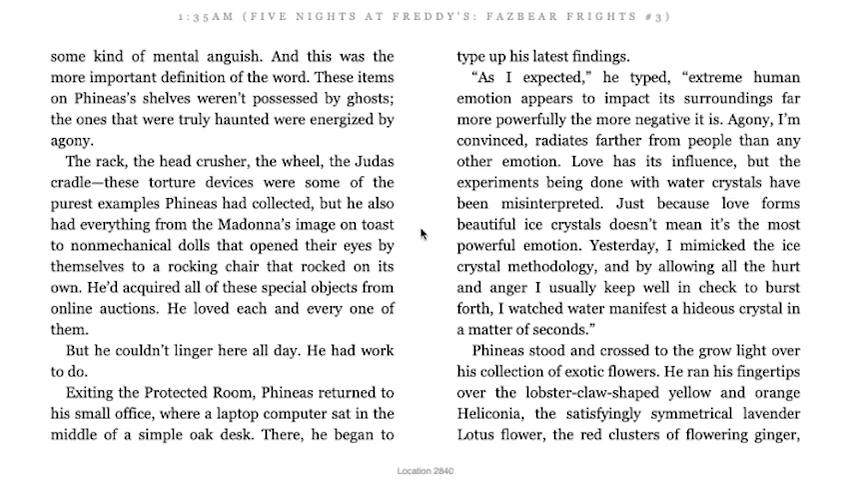 1:35AM (FIVE NIGHTS AT FREDDY'S: FAZBEAR FRIGHTS #3)
some kind of mental anguish. And this was the
more important definition of the word. These items
on Phineas’s shelves weren’t possessed by ghosts;
the ones that were truly haunted were energized by
agony.
The rack, the head crusher, the wheel, the Judas
cradle—these torture devices were some of the
purest examples Phineas had collected, but he also
had everything from the Madonna’s image on toast
to nonmechanical dolls that opened their eyes by
themselves to a rocking chair that rocked on its
own. He’d acquired all of these special objects from
online auctions. He loved each and every one of
them.
But he couldn’t linger here all day. He had work
to do.
Exiting the Protected Room, Phineas returned to
his small office, where a laptop computer sat in the
middle of a simple oak desk. There, he began to
type up his latest findings.
“As I expected,” he typed, “extreme human
emotion appears to impact its surroundings far
more powerfully the more negative it is. Agony, I’m
convinced, radiates farther from people than any
other emotion. Love has its influence, but the
experiments being done with water crystals have
been misinterpreted. Just because love forms
beautiful ice crystals doesn’t mean it’s the most
powerful emotion. Yesterday, I mimicked the ice
crystal methodology, and by allowing all the hurt
and anger I usually keep well in check to burst
forth, I watched water manifest a hideous crystal in
a matter of seconds.”
Phineas stood and crossed to the grow light over
his collection of exotic flowers. He ran his fingertips
over the lobster-claw-shaped yellow and orange
Heliconia, the satisfyingly symmetrical lavender
Lotus flower, the red clusters of flowering ginger,
Location 2840